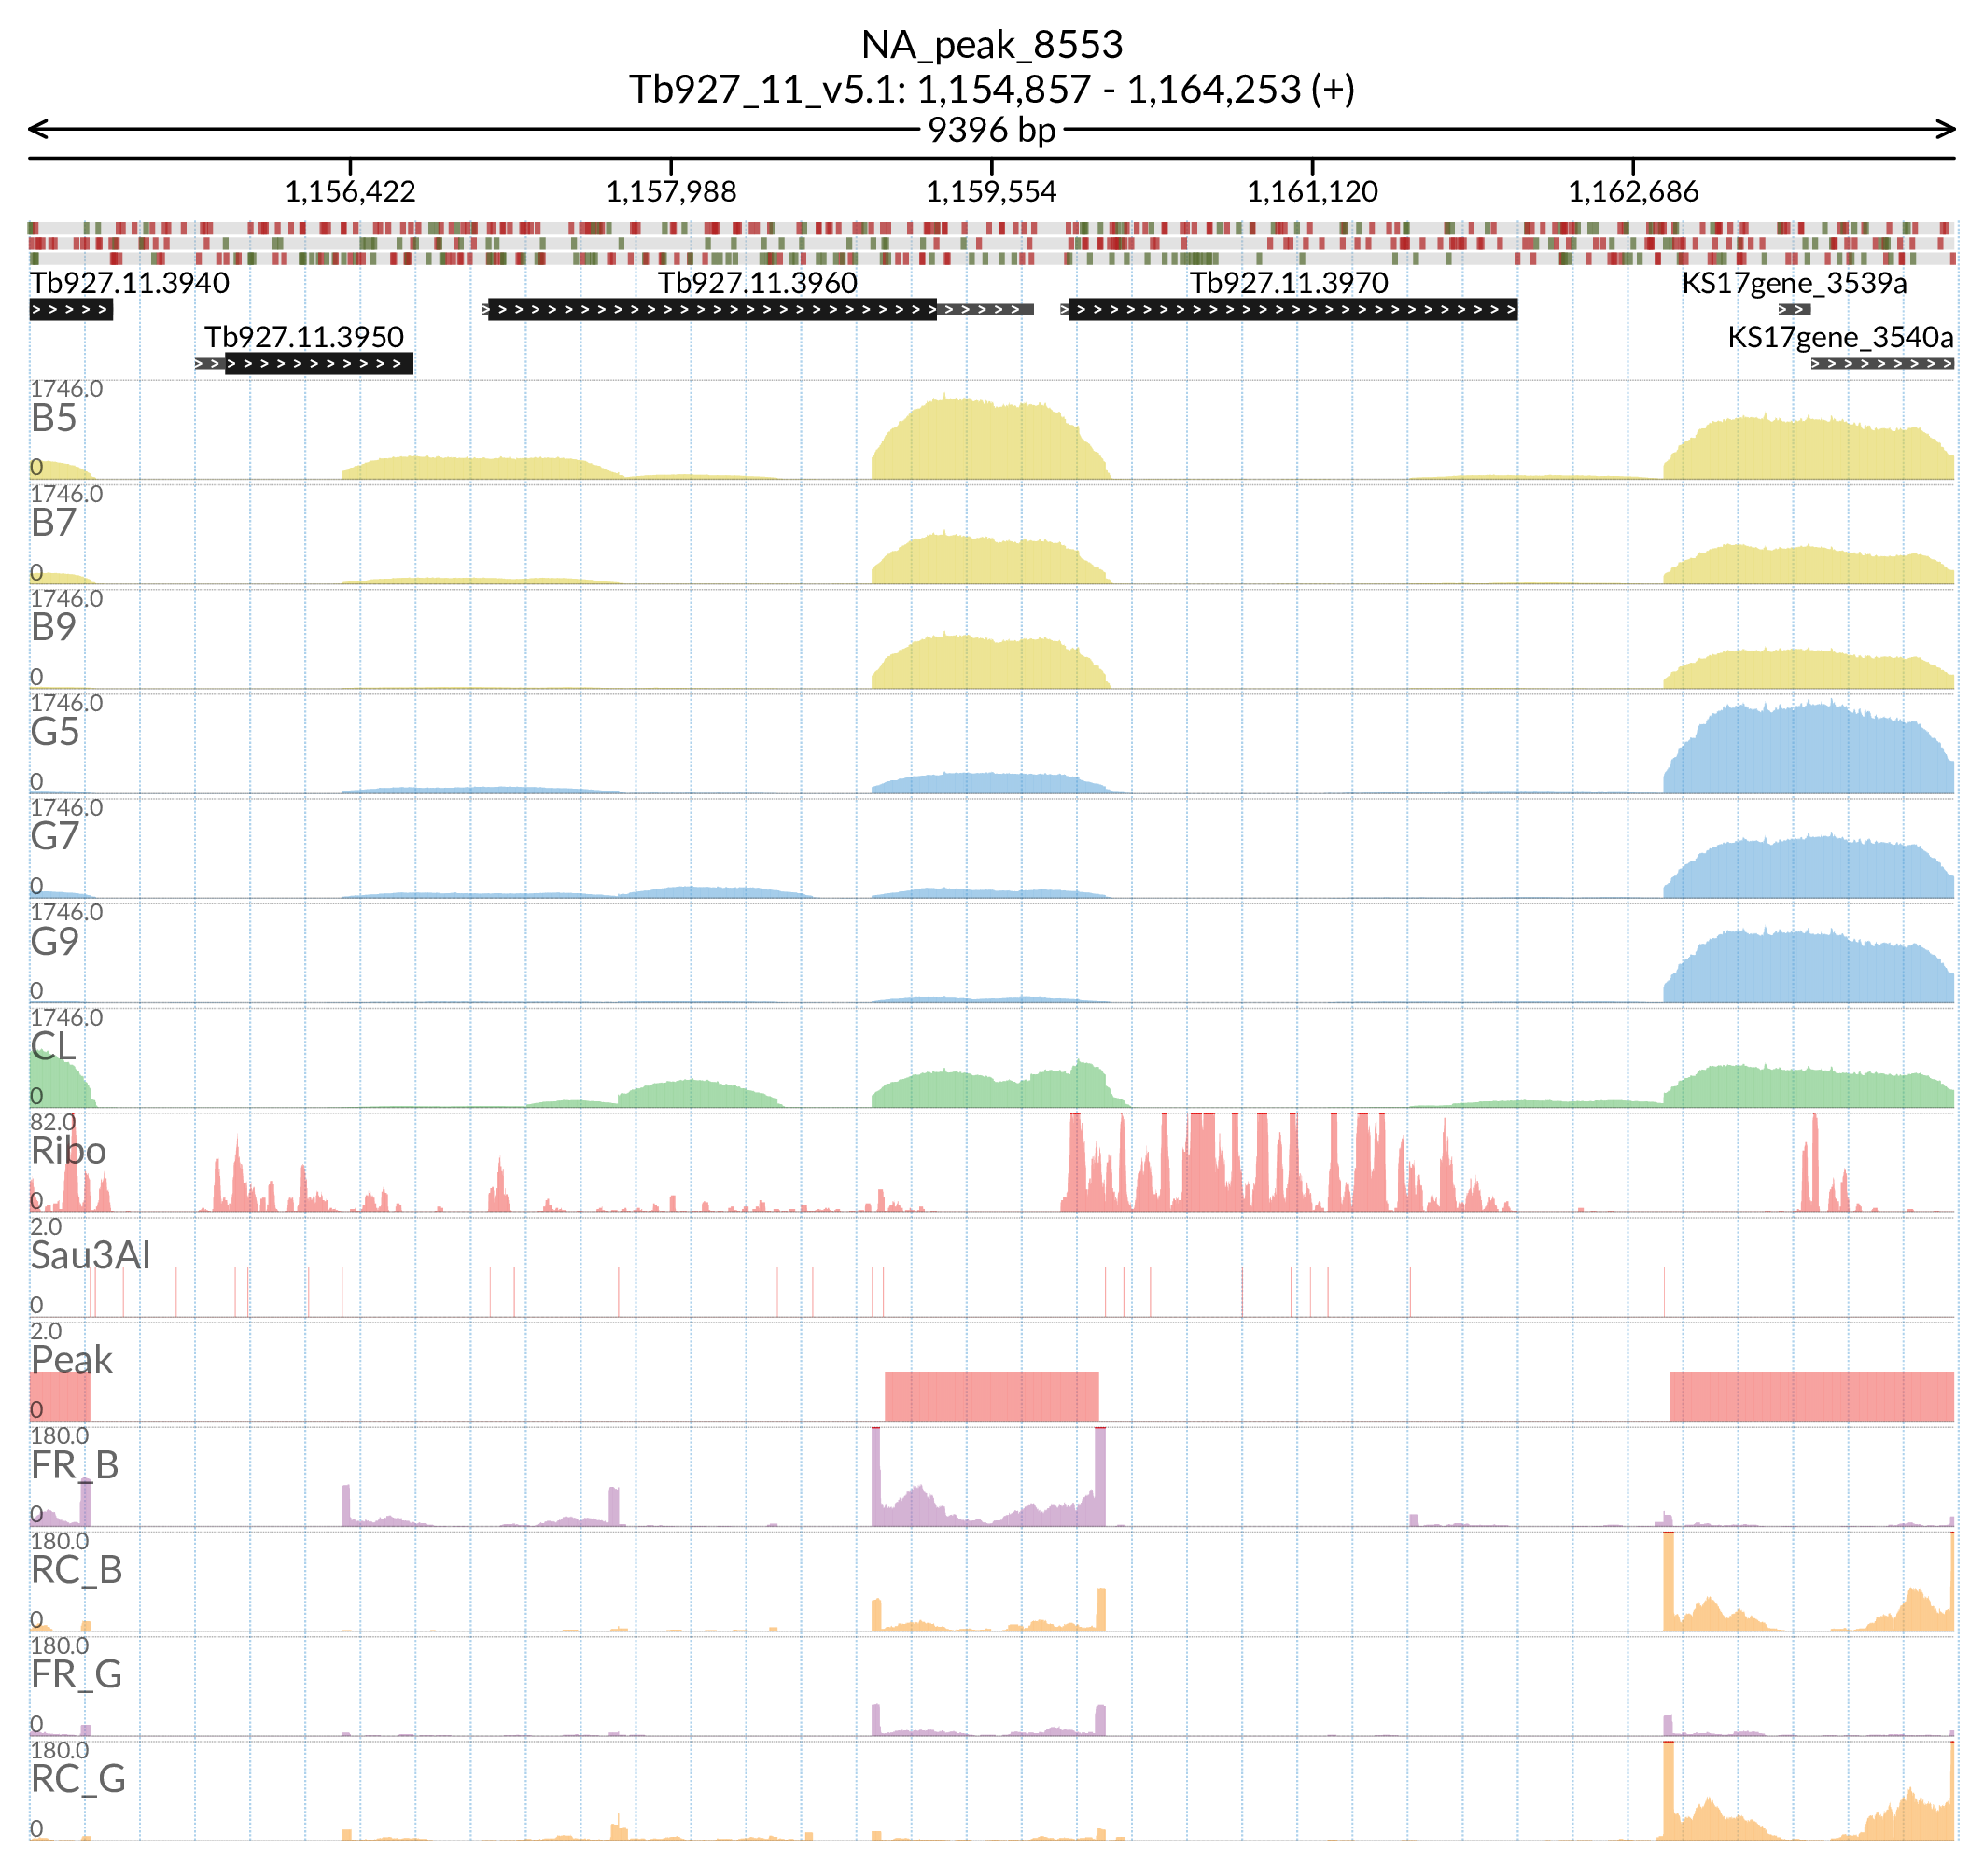 NA_peak_8553
Tb927_11_v5.1: 1,154,857 - 1,164,253 (+)
9396 bp
1,156,422 1,157,988 1,159,554 1,161,120 1,162,686
Tb927.11.3940 Tb927.11.3960 Tb927.11.3970 KS17gene_3539a
Tb927.11.3950 KS17gene_3540a
1746.0
B5
0
1746.0
B7
0
1746.0
B9
0
1746.0
G5
0
1746.0
G7
0
1746.0
G9
0
1746.0
CL
0
82.0
Ribo
0
2.0
Sau3AI
0
2.0
Peak
0
180.0
FR_B
0
180.0
RC_B
0
180.0
FR_G
0
180.0
RC_G
0